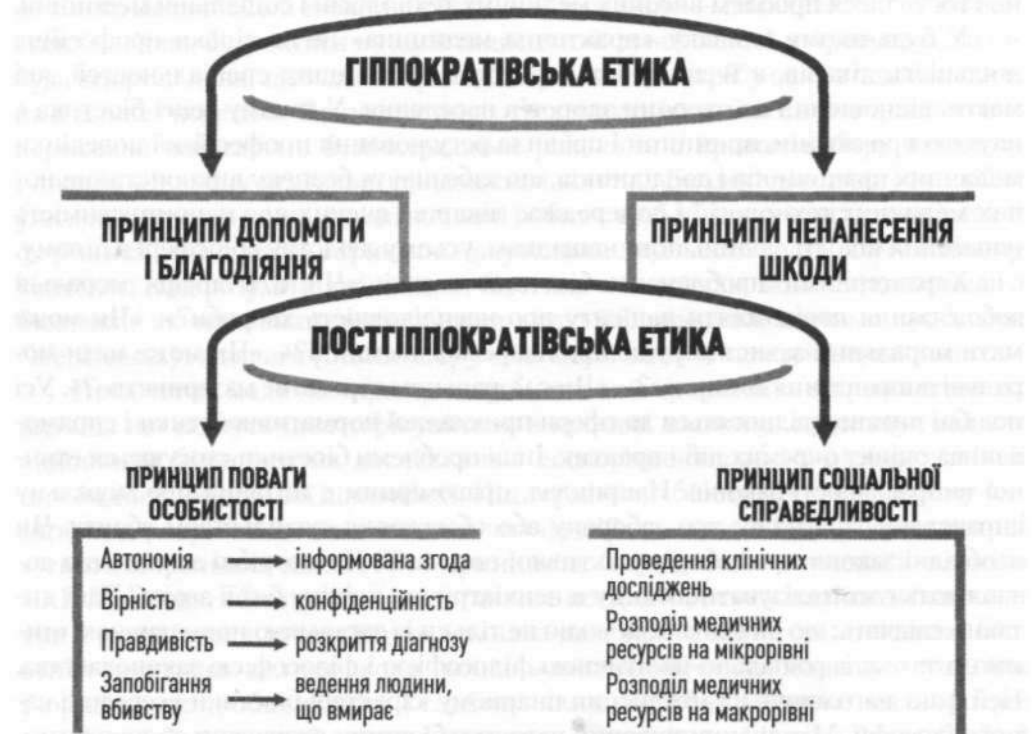 ГІППОКРАТІВСЬКА ЕТИКА
ПРИНЦИПИ ДОПОМОГИ
І БЛАГОДІЯННЯ
ПРИНЦИПИ НЕНАНЕСЕННЯ
ШКОДИ
ПОСТГІППОКРАТІВСЬКА ЕТИКА
ПРИНЦИП ПОВАГИ
ОСОБИСТОСТІ
Автономія → інформована згода
Вірність → конфіденційність
Правдивість → розкриття діагнозу
Запобігання → ведення людини,
вбивству що вмирає
ПРИНЦИП СОЦІАЛЬНОЇ
СПРАВЕДЛИВОСТІ
Проведення клінічних
досліджень
Розподіл медичних
ресурсів на мікрорівні
Розподіл медичних
ресурсів на макрорівні